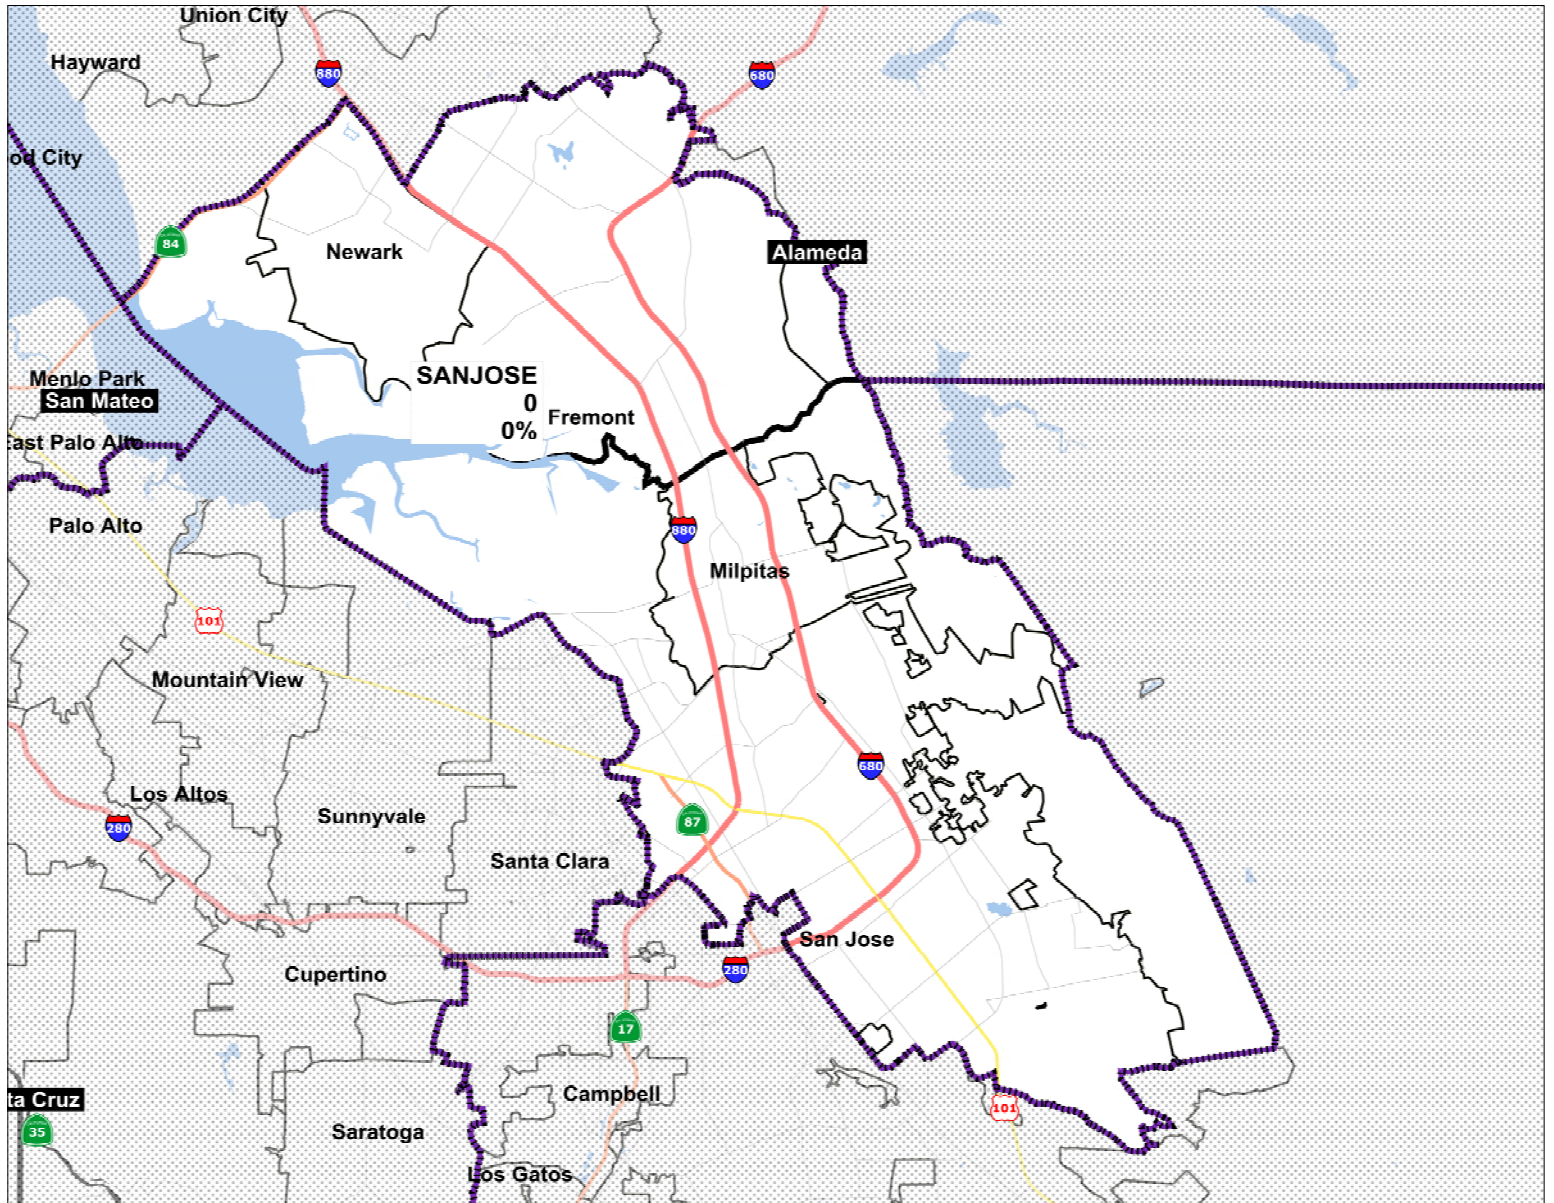 Union City
Hayward
880
680
od City
84
Newark
Alameda
Menlo Park
San Mateo
SANJOSE
0
0%
Fremont
East Palo Alto
Palo Alto
880
Milpitas
101
Mountain View
680
Los Altos
280
Sunnyvale
87
Santa Clara
San Jose
Cupertino
280
17
Campbell
ta Cruz
35
101
Saratoga
Los Gatos